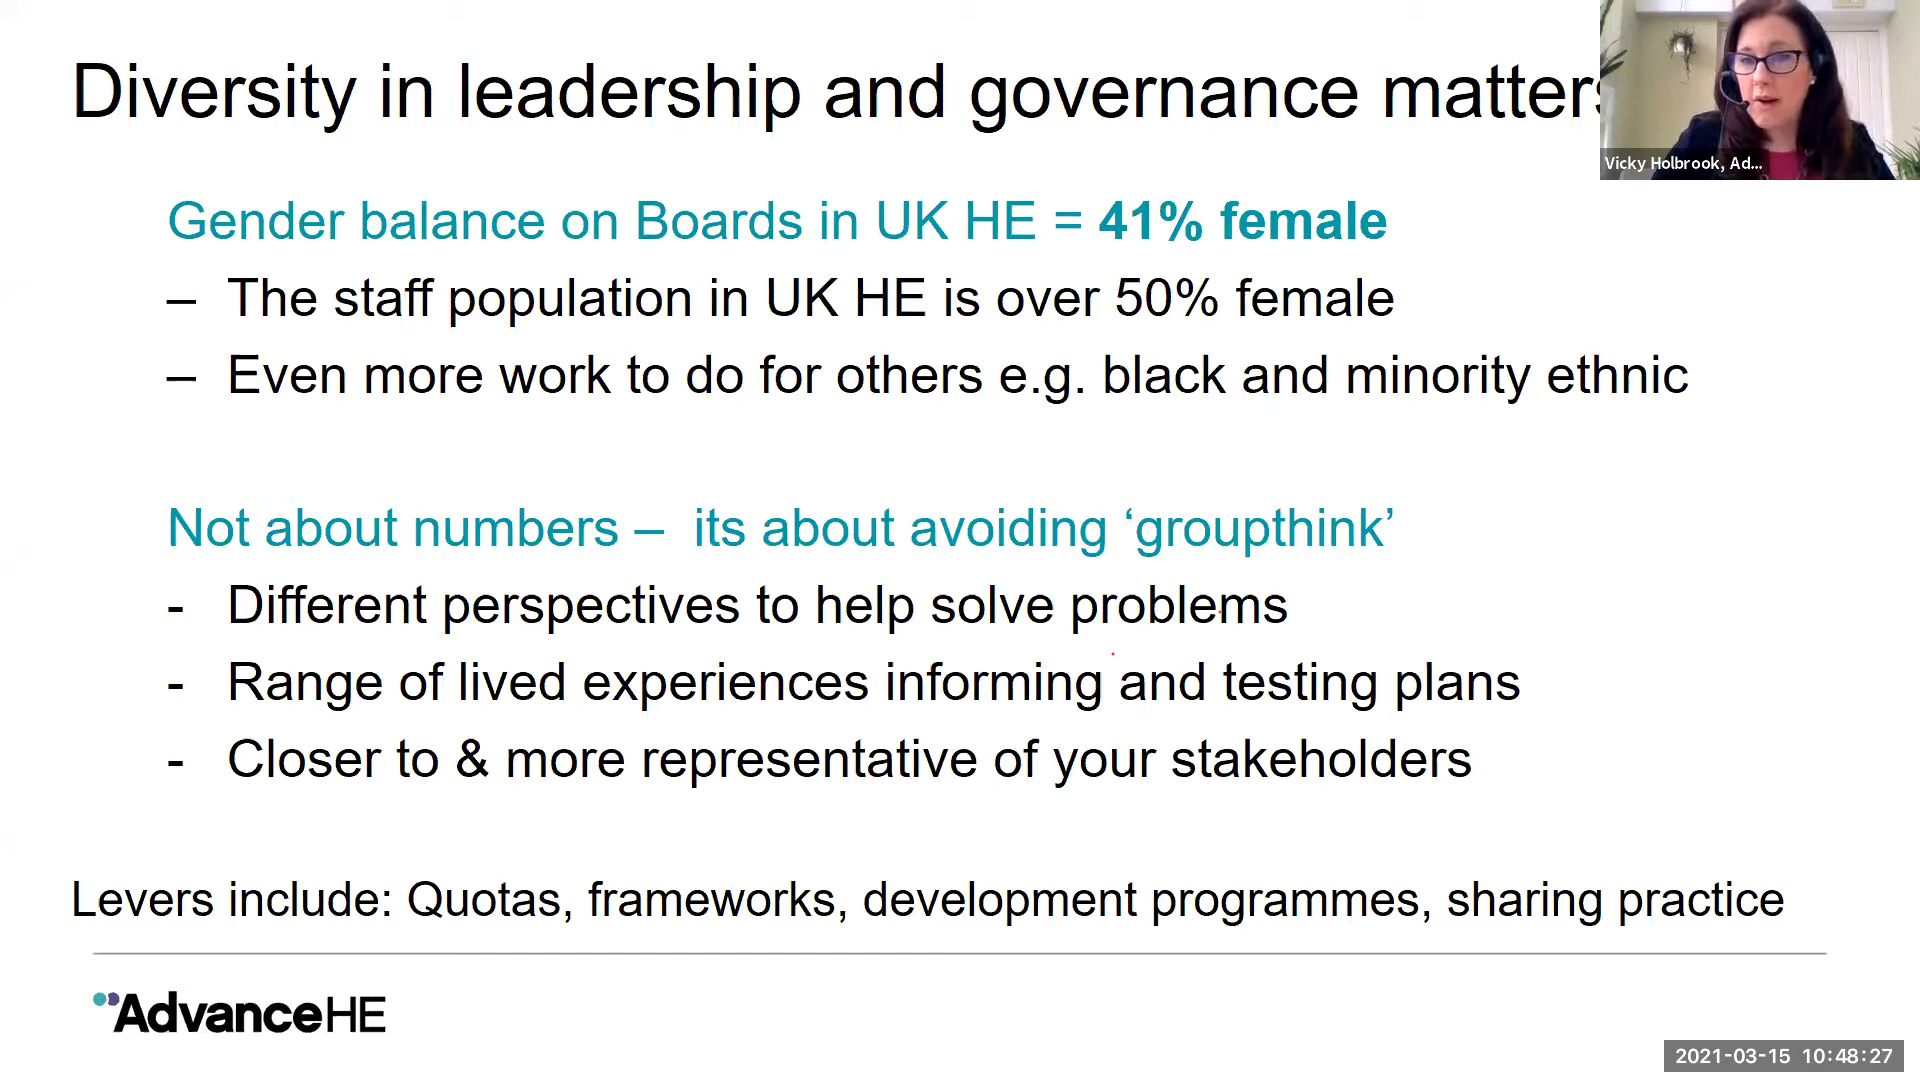 Diversity in leadership and governance matters
Vicky Holbrook, Ad...
Gender balance on Boards in UK HE = 41% female
– The staff population in UK HE is over 50% female
– Even more work to do for others e.g. black and minority ethnic
Not about numbers – its about avoiding ‘groupthink’
- Different perspectives to help solve problems
- Range of lived experiences informing and testing plans
- Closer to & more representative of your stakeholders
Levers include: Quotas, frameworks, development programmes, sharing practice
AdvanceHE
2021-03-15 10:48:27